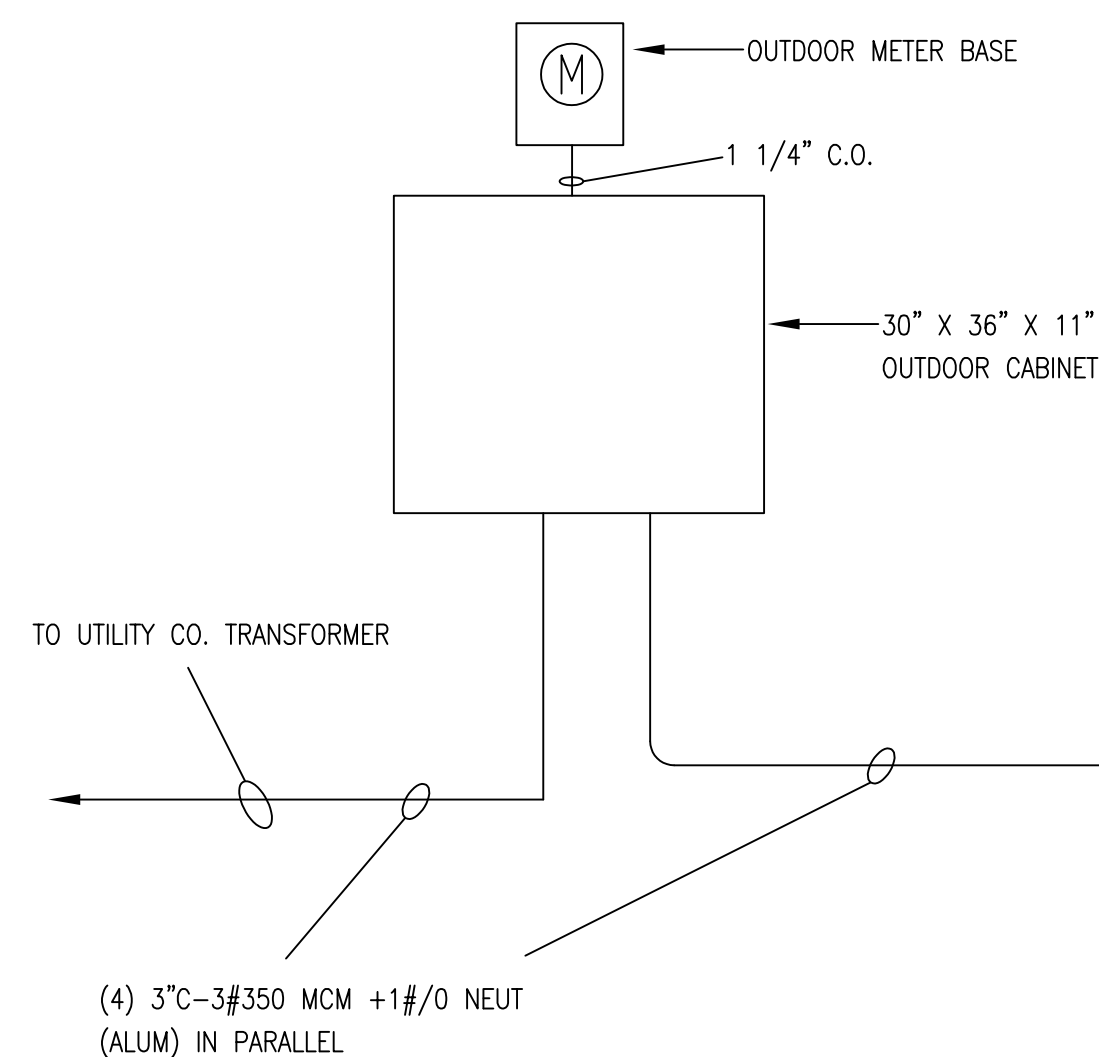 M
OUTDOOR METER BASE
1 1/4" C.O.
30" X 36" X 11"
OUTDOOR CABINET
TO UTILITY CO. TRANSFORMER
(4) 3"C-3#350 MCM +1#/0 NEUT
(ALUM) IN PARALLEL